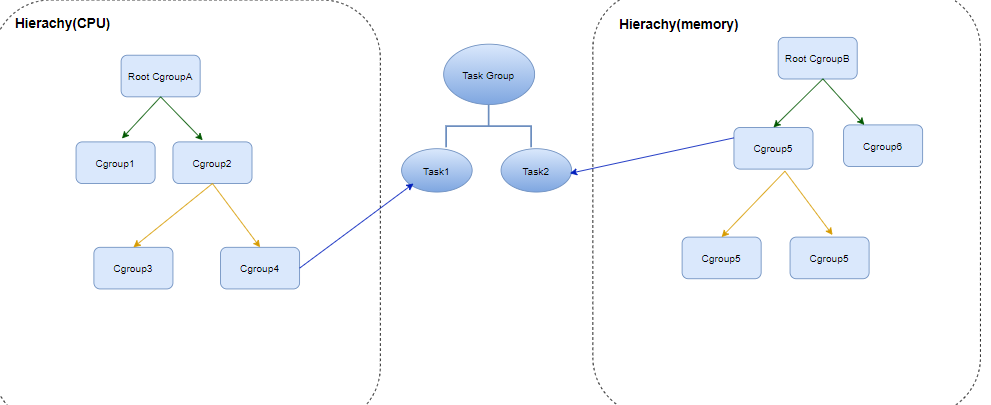 Hierachy(CPU)
Hierachy(memory)
Root CgroupA
Task Group
Root CgroupB
Cgroup1
Cgroup2
Task1
Task2
Cgroup5
Cgroup6
Cgroup3
Cgroup4
Cgroup5
Cgroup5